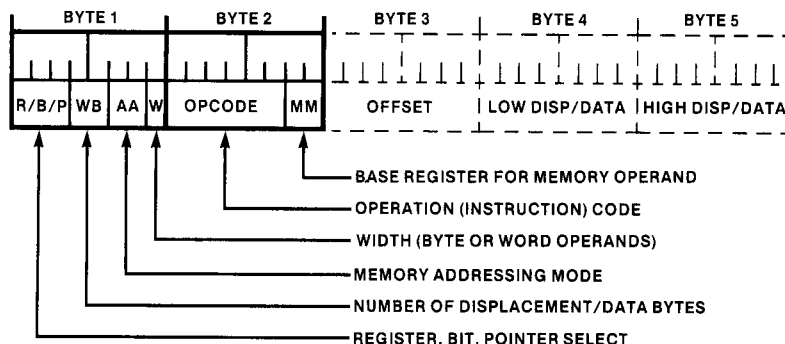 BYTE 1 BYTE 2 BYTE 3 BYTE 4 BYTE 5
R/B/P WB AA W OPCODE MM OFFSET LOW DISP/DATA HIGH DISP/DATA
BASE REGISTER FOR MEMORY OPERAND
OPERATION (INSTRUCTION) CODE
WIDTH (BYTE OR WORD OPERANDS)
MEMORY ADDRESSING MODE
NUMBER OF DISPLACEMENT/DATA BYTES
REGISTER, BIT, POINTER SELECT